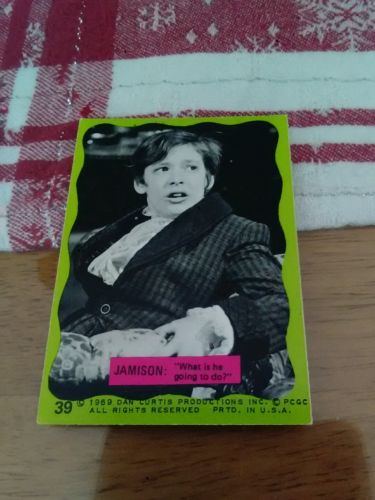 JAMISON: "What is he
going to do?"
39 © 1969 DAN CURTIS PRODUCTIONS INC. © PCGC
ALL RIGHTS RESERVED PRTD. IN U.S.A.